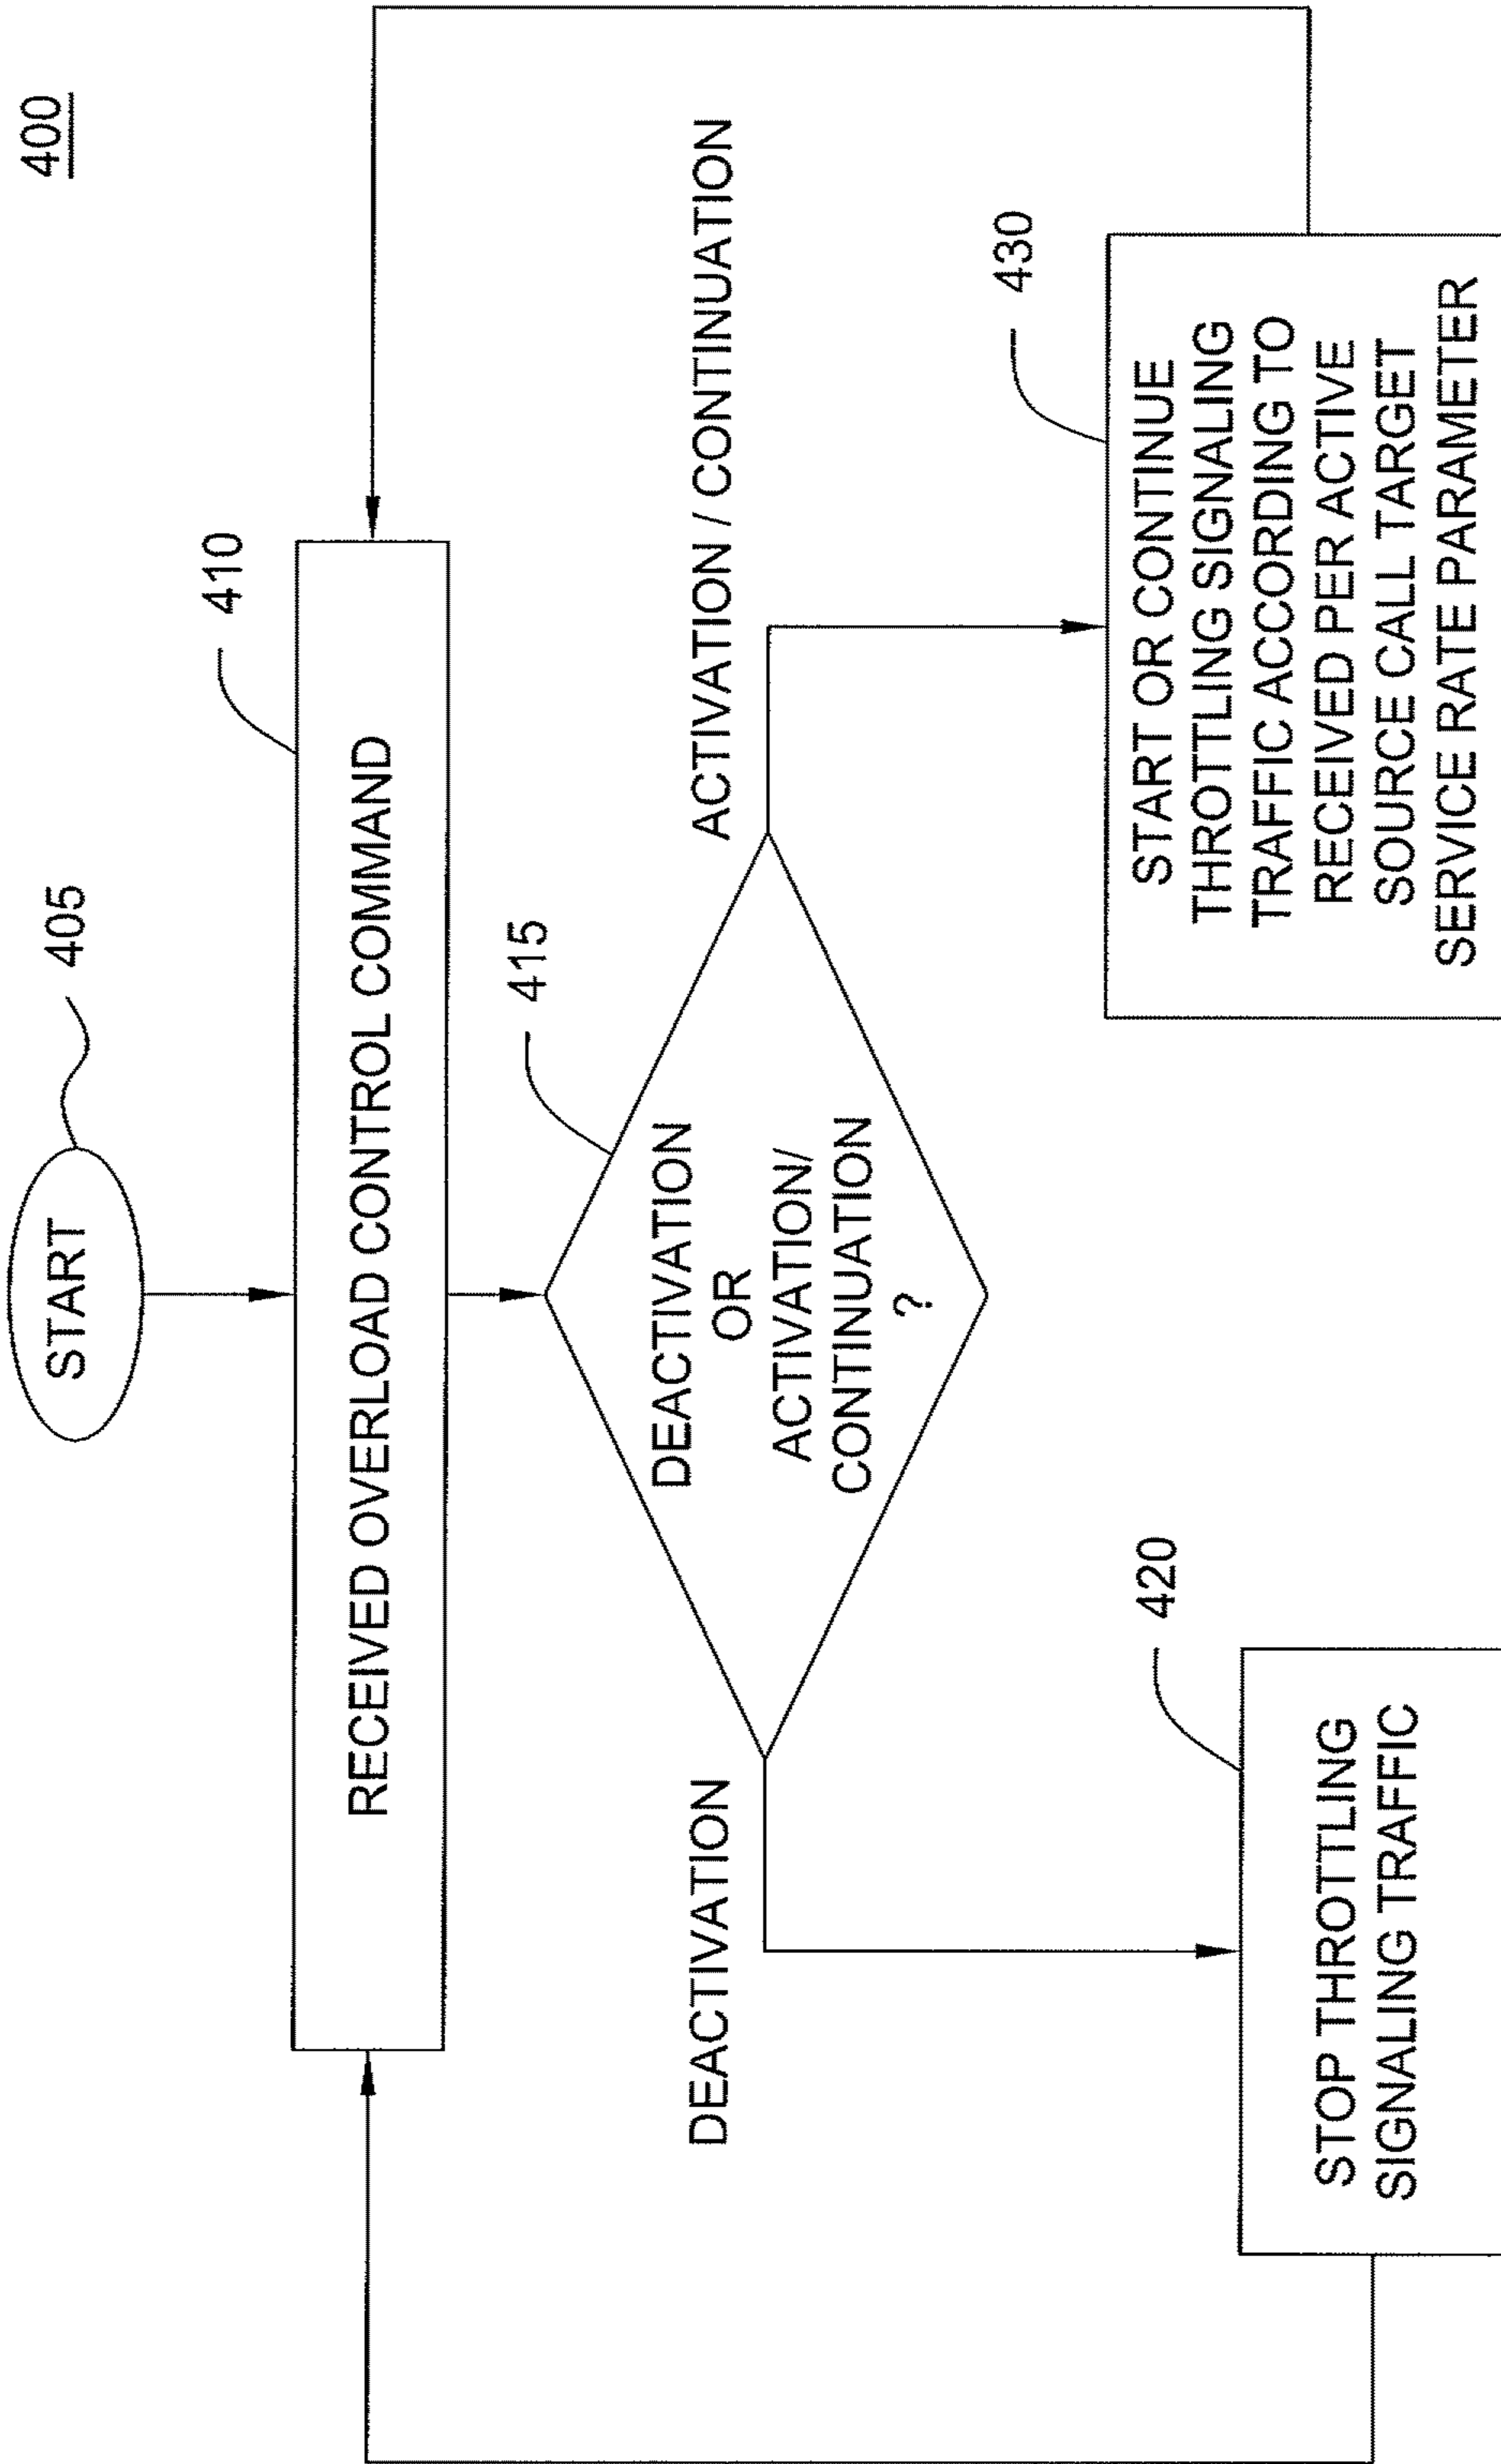 400
START
405
RECEIVED OVERLOAD CONTROL COMMAND
410
DEACTIVATION
OR
ACTIVATION/
CONTINUATION
?
415
DEACTIVATION
ACTIVATION / CONTINUATION
STOP THROTTLING
SIGNALING TRAFFIC
420
START OR CONTINUE
THROTTLING SIGNALING
TRAFFIC ACCORDING TO
RECEIVED PER ACTIVE
SOURCE CALL TARGET
SERVICE RATE PARAMETER
430